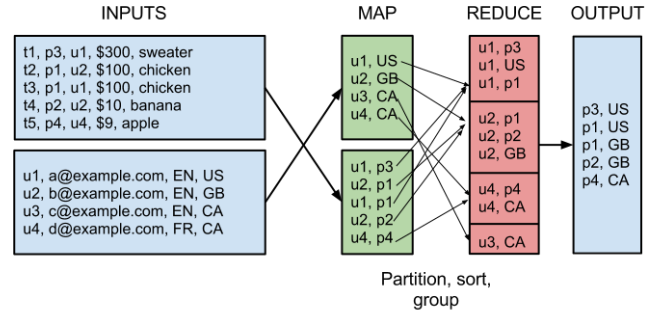 INPUTS
MAP
REDUCE
OUTPUT
t1, p3, u1, $300, sweater
t2, p1, u2, $100, chicken
t3, p1, u1, $100, chicken
t4, p2, u2, $10, banana
t5, p4, u4, $9, apple
u1, a@example.com, EN, US
u2, b@example.com, EN, GB
u3, c@example.com, EN, CA
u4, d@example.com, FR, CA
u1, US
u2, GB
u3, CA
u4, CA
u1, p3
u2, p1
u1, p1
u2, p2
u4, p4
u1, p3
u1, US
u1, p1
u2, p1
u2, p2
u2, GB
u4, p4
u4, CA
u3, CA
p3, US
p1, US
p1, GB
p2, GB
p4, CA
Partition, sort,
group